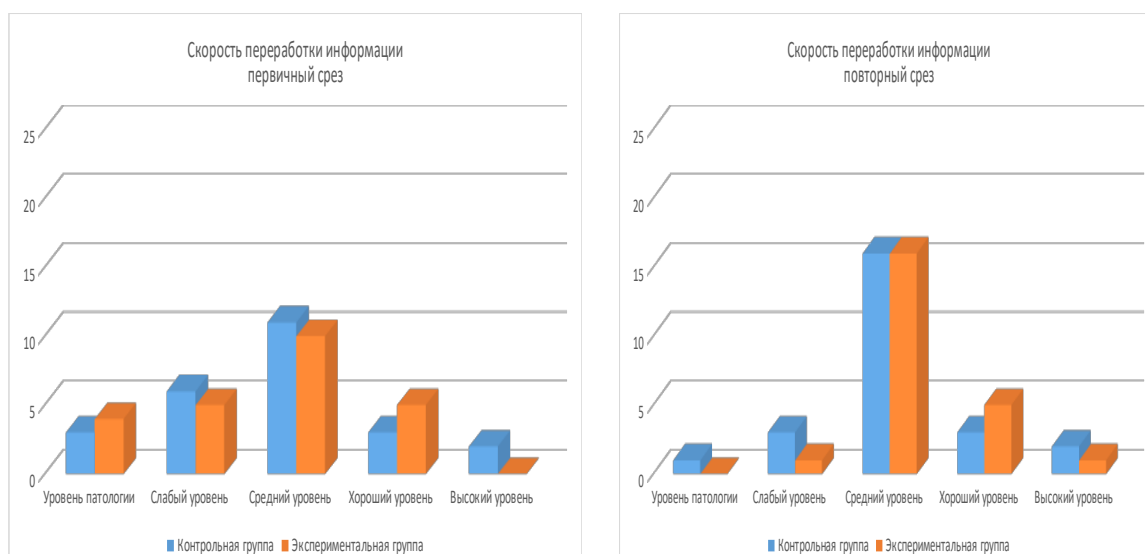 Скорость переработки информации
первичный срез
25
20
15
10
5
0
Уровень патологии Слабый уровень Средний уровень Хороший уровень Высокий уровень
Контрольная группа Экспериментальная группа
Скорость переработки информации
повторный срез
25
20
15
10
5
0
Уровень патологии Слабый уровень Средний уровень Хороший уровень Высокий уровень
Контрольная группа Экспериментальная группа